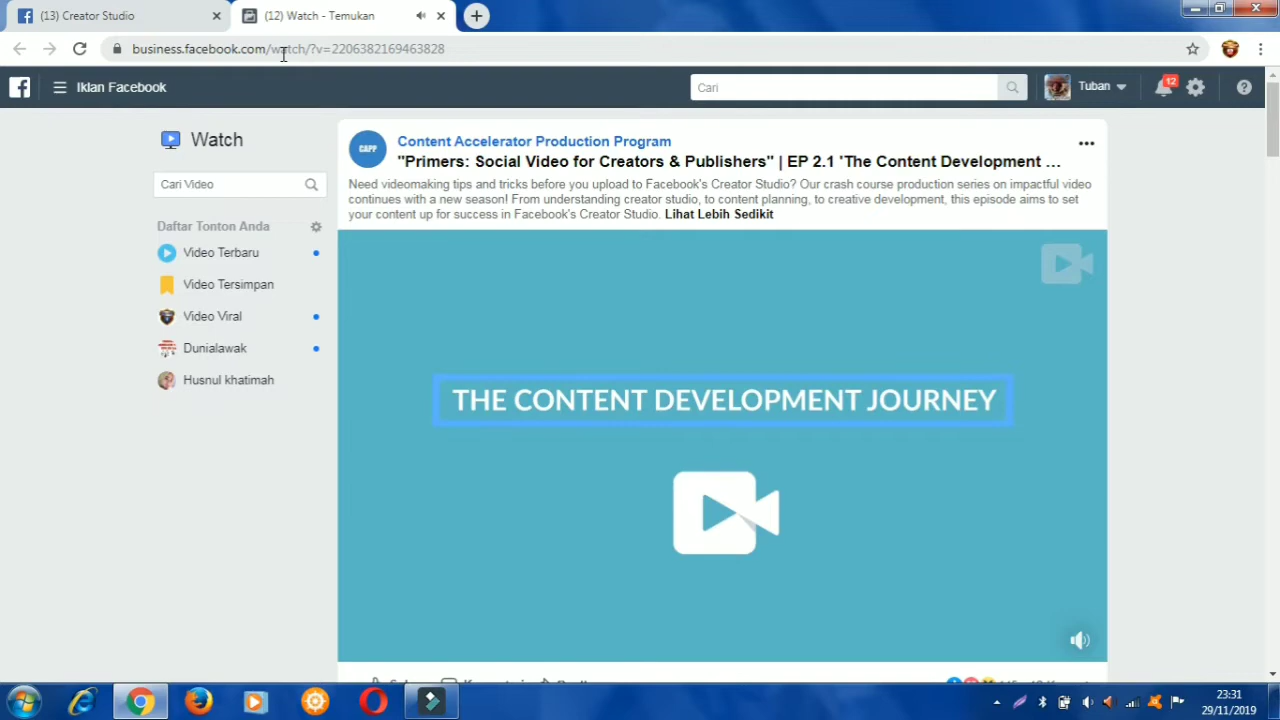 (13) Creator Studio
(12) Watch - Temukan
business.facebook.com/watch/?v=2206382169463828
Iklan Facebook
Cari
Tuban
12
Watch
Cari Video
Daftar Tonton Anda
Video Terbaru
Video Tersimpan
Video Viral
Dunialawak
Husnul khatimah
CAPP
Content Accelerator Production Program
"Primers: Social Video for Creators & Publishers" | EP 2.1 'The Content Development ...
Need videomaking tips and tricks before you upload to Facebook's Creator Studio? Our crash course production series on impactful video
continues with a new season! From understanding creator studio, to content planning, to creative development, this episode aims to set
your content up for success in Facebook's Creator Studio. Lihat Lebih Sedikit
THE CONTENT DEVELOPMENT JOURNEY
23:31
29/11/2019